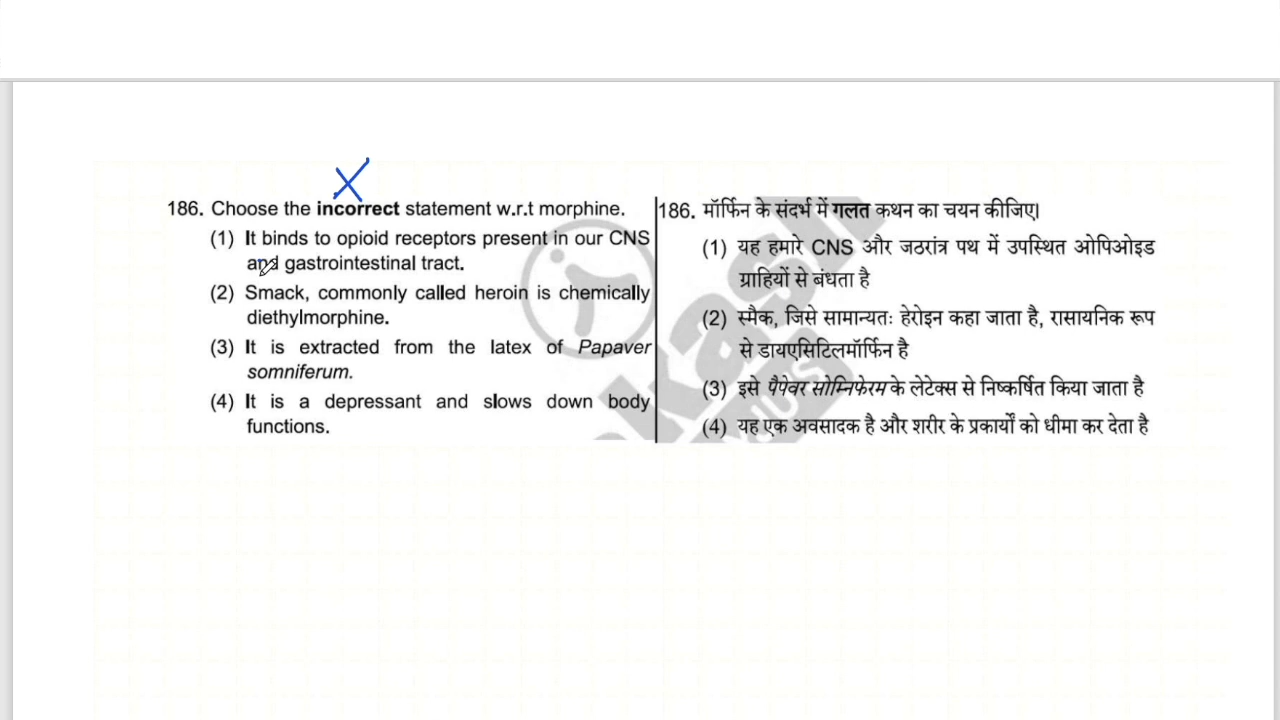 186. Choose the incorrect statement w.r.t morphine.
(1) It binds to opioid receptors present in our CNS
and gastrointestinal tract.
(2) Smack, commonly called heroin is chemically
diethylmorphine.
(3) It is extracted from the latex of Papaver
somniferum.
(4) It is a depressant and slows down body
functions.
186. मॉर्फिन के संदर्भ में गलत कथन का चयन कीजिए।
(1) यह हमारे CNS और जठरांत्र पथ में उपस्थित ओपिओइड
ग्राहियों से बंधता है
(2) स्मैक, जिसे सामान्यतः हेरोइन कहा जाता है, रासायनिक रूप
से डायएसिटिलमॉर्फिन है
(3) इसे पैपेवर सोम्निफेरम के लेटेक्स से निष्कर्षित किया जाता है
(4) यह एक अवसादक है और शरीर के प्रकार्यों को धीमा कर देता है